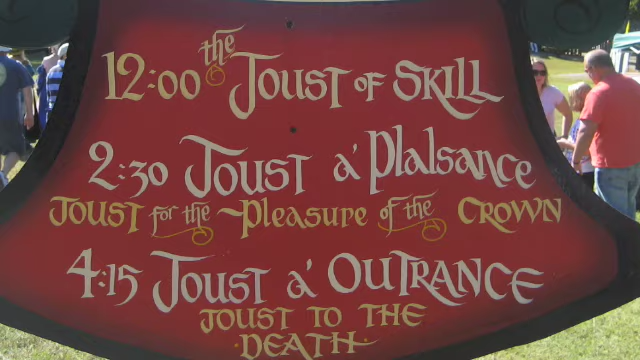 12:00 the Joust of Skill
2:30 Joust a' Plaisance
Joust for the ~Pleasure of the Crown
4:15 Joust a' Outrance
Joust to the
·Death·